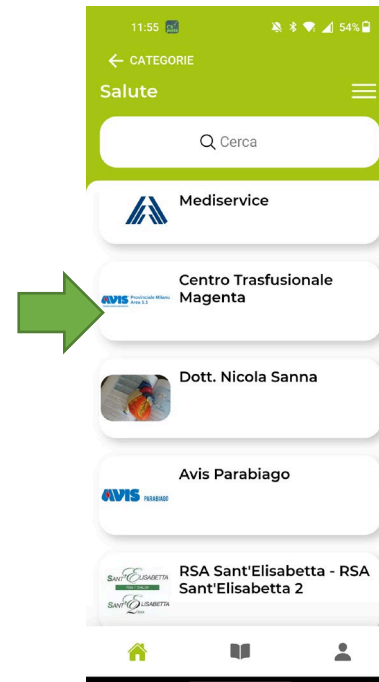 11:55
54%
← CATEGORIE
Salute
Cerca
Mediservice
AVIS Provinciale Milano
Area 2.3
Centro Trasfusionale
Magenta
Dott. Nicola Sanna
AVIS PARABIAGO
Avis Parabiago
SANT'ELISABETTA
SANT'ELISABETTA
RSA Sant'Elisabetta - RSA
Sant'Elisabetta 2